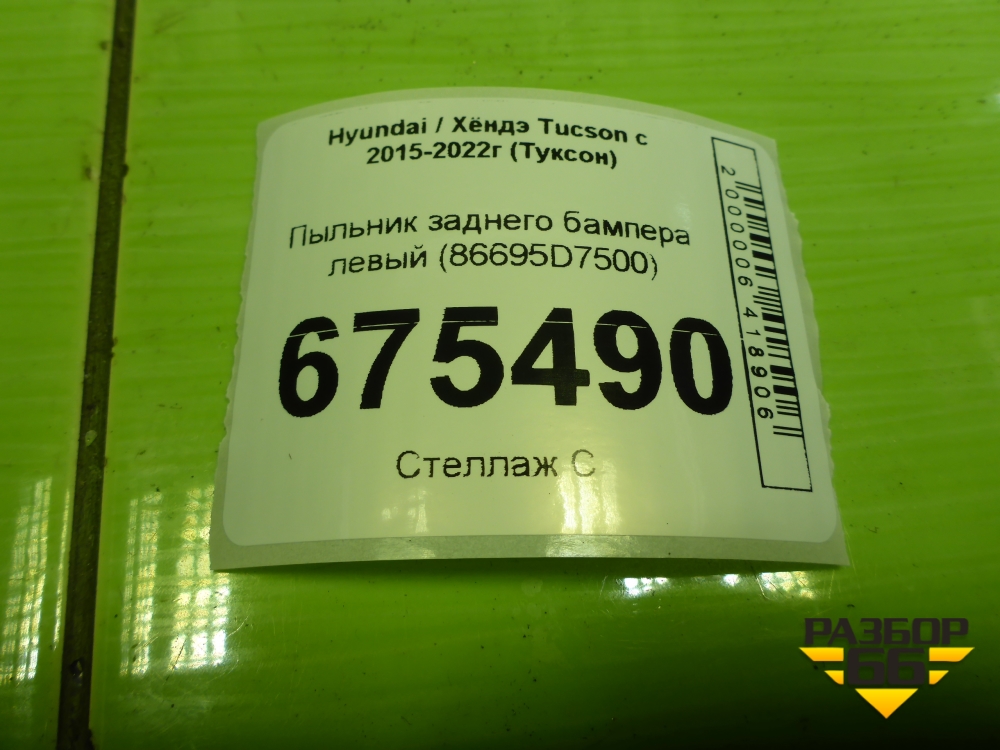 Hyundai / Хёндэ Tucson с
2015-2022г (Туксон)
Пыльник заднего бампера
левый (86695D7500)
675490
Стеллаж С
2000006418906
РАЗБОР
66